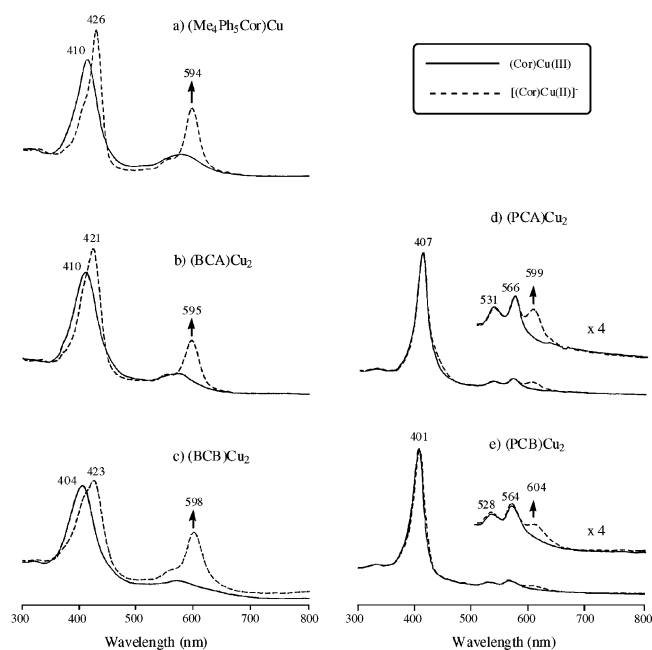 a) (Me4Ph5Cor)Cu
410
426
594
(Cor)Cu(III)
[(Cor)Cu(II)]-
b) (BCA)Cu2
410
421
595
c) (BCB)Cu2
404
423
598
300 400 500 600 700 800
Wavelength (nm)
d) (PCA)Cu2
407
531
566
599
x 4
e) (PCB)Cu2
401
528
564
604
x 4
300 400 500 600 700 800
Wavelength (nm)